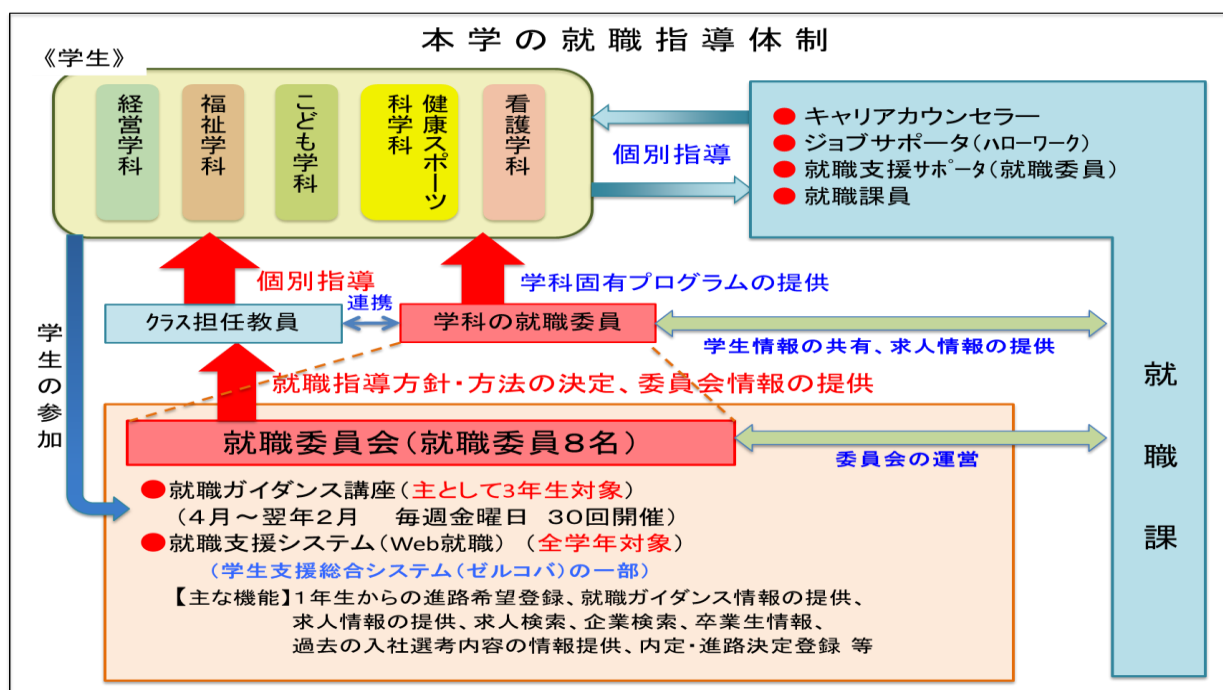 本学の就職指導体制
《学生》
経営学科
福祉学科
こども学科
健康スポーツ
科学科
看護学科
個別指導
●キャリアカウンセラー
●ジョブサポータ(ハローワーク)
●就職支援サポータ(就職委員)
●就職課員
個別指導
学科固有プログラムの提供
クラス担任教員
連携
学科の就職委員
学生情報の共有、求人情報の提供
学生の参加
就職指導方針・方法の決定、委員会情報の提供
就職委員会(就職委員8名)
委員会の運営
就職課
●就職ガイダンス講座(主として3年生対象)
(4月~翌年2月 毎週金曜日 30回開催)
●就職支援システム(Web就職) (全学年対象)
(学生支援総合システム(ゼルコバ)の一部)
【主な機能】1年生からの進路希望登録、就職ガイダンス情報の提供、
求人情報の提供、求人検索、企業検索、卒業生情報、
過去の入社選考内容の情報提供、内定・進路決定登録 等